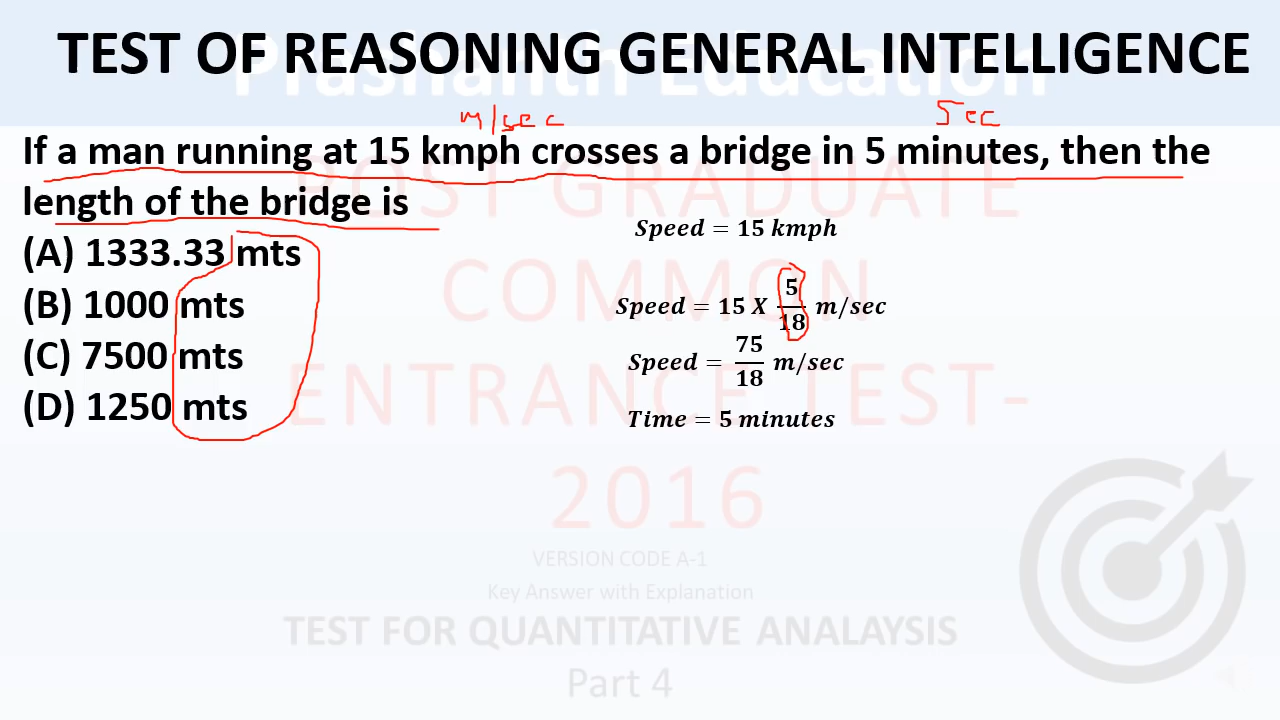 Prashanth Education
TEST OF REASONING GENERAL INTELLIGENCE
m/sec
Sec
If a man running at 15 kmph crosses a bridge in 5 minutes, then the
length of the bridge is
(A) 1333.33 mts
(B) 1000 mts
(C) 7500 mts
(D) 1250 mts
Speed = 15 kmph
Speed = 15 X 5/18 m/sec
Speed = 75/18 m/sec
Time = 5 minutes
POST GRADUATE
COMMON
ENTRANCE TEST-
2016
VERSION CODE A-1
Key Answer with Explanation
TEST FOR QUANTITATIVE ANALAYSIS
Part 4